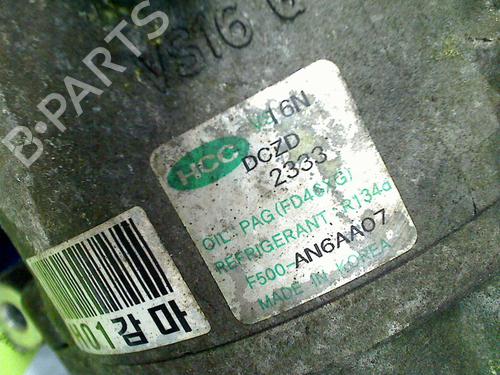 VS16
B-PARTS
HCC VS16N
DCZD
2333
OIL PAG(FD46XG)
REFRIGERANT R134a
F500-AN6AA07
MADE IN KOREA
01감마